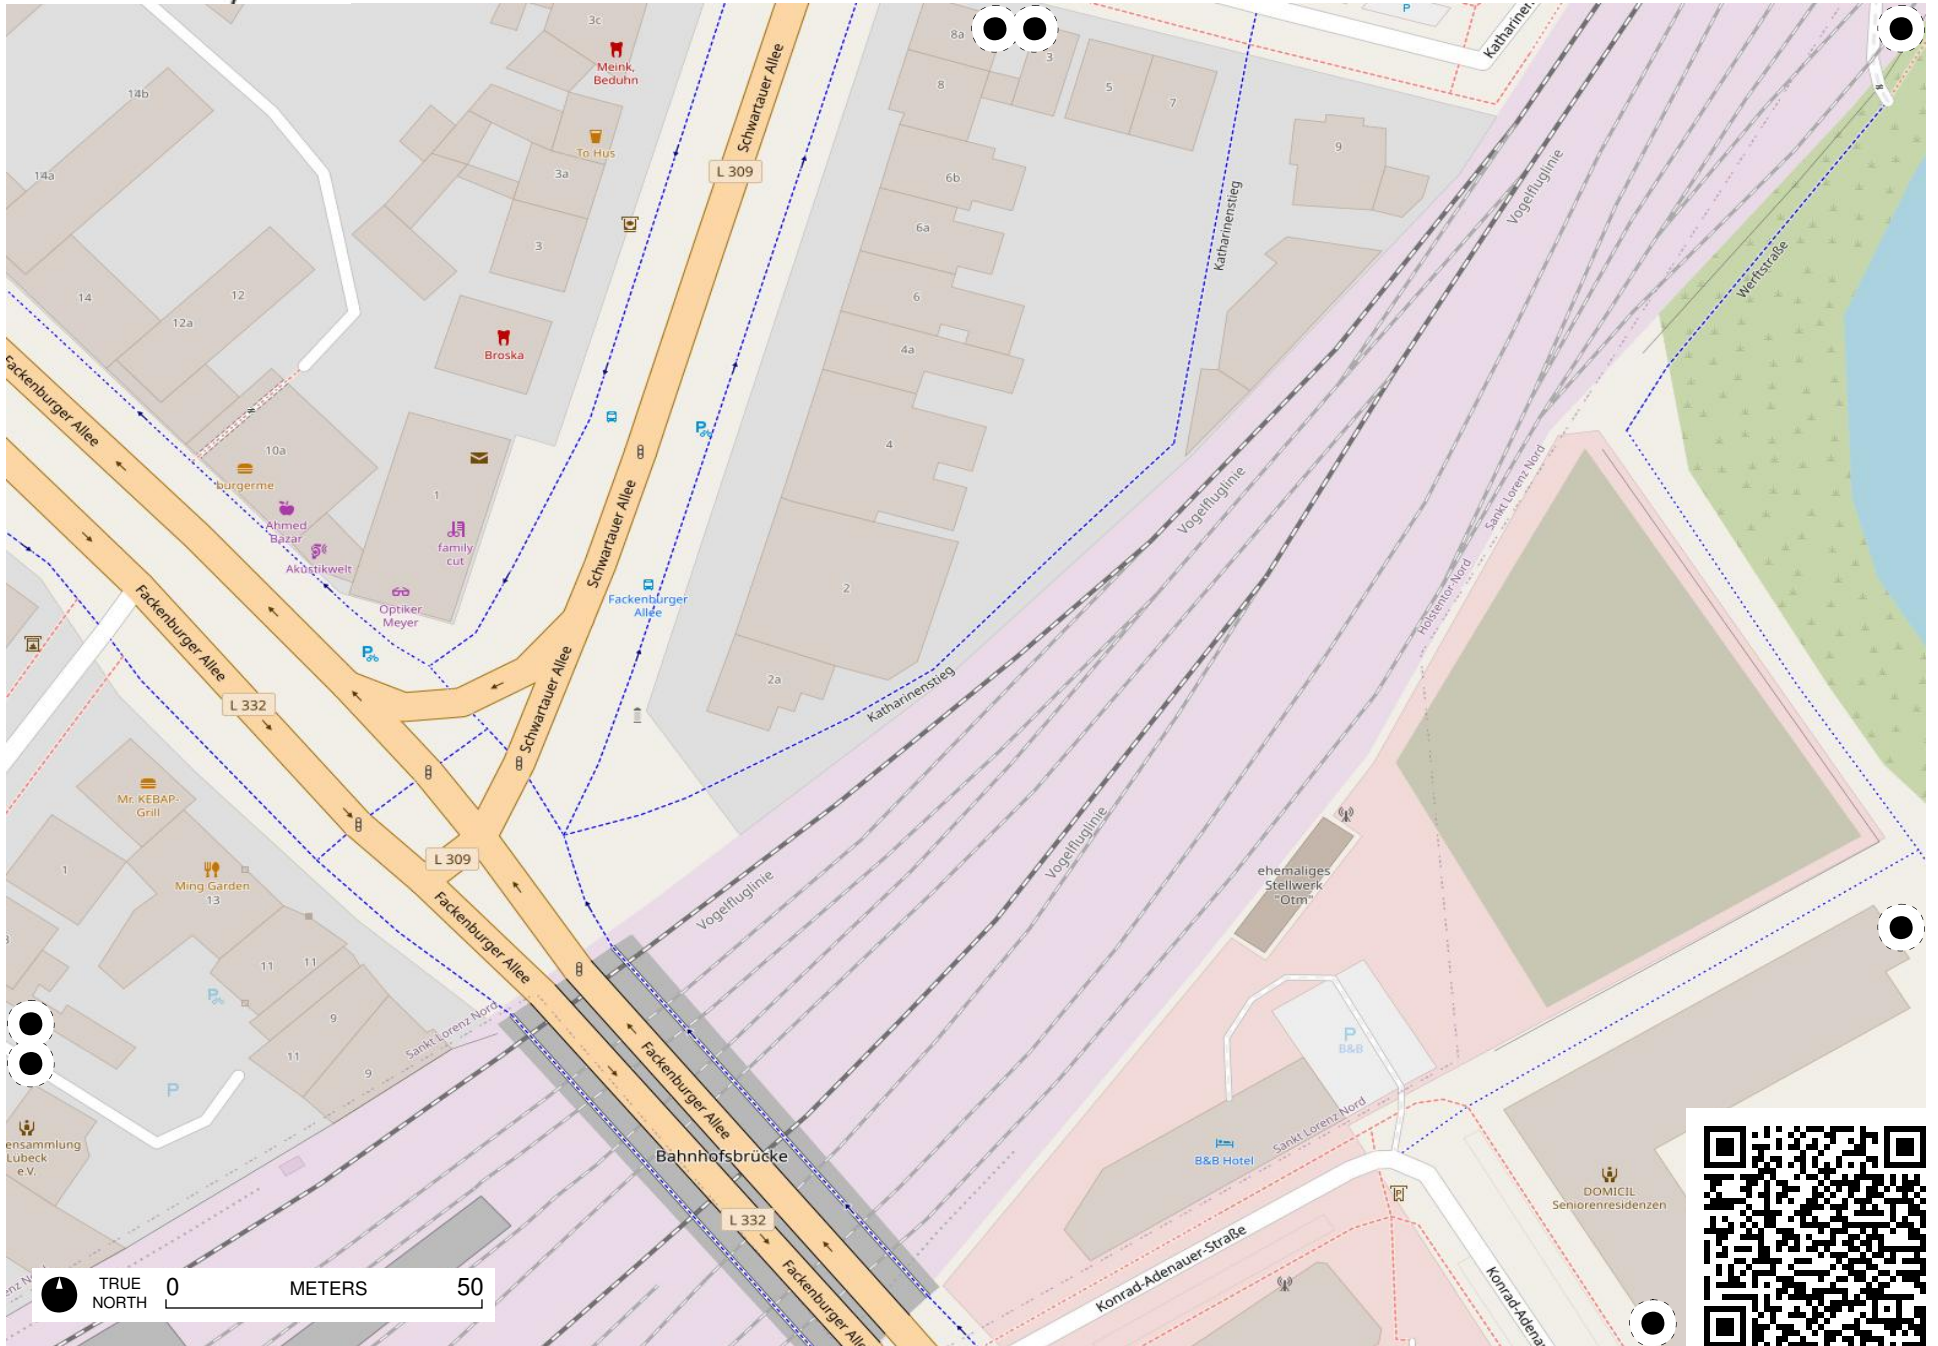 3c
Meink,
Beduhn
14b
To Hus
3a
14a
3
14
12
12a
Broska
Schwartauer Allee
L 309
8a
3
8
5
7
6b
6a
6
4a
4
2
2a
9
P
Katharinenstieg
Vogelfluglinie
Werftstraße
Fackenburger Allee
10a
burgerme
1
Ahmed
Bazar
Akustikwelt
family
cut
Optiker
Meyer
P
P
Schwartauer Allee
Fackenburger
Allee
Vogelfluglinie
Sankt Lorenz Nord
Holstentor-Nord
Fackenburger Allee
L 332
Schwartauer Allee
Katharinenstieg
Mr. KEBAP-
Grill
1
Ming Garden
13
L 309
Vogelfluglinie
Vogelfluglinie
ehemaliges
Stellwerk
"Otm"
Fackenburger Allee
11
11
9
11
9
P
P
Sankt Lorenz Nord
Fackenburger Allee
Bahnhofsbrücke
P
B&B
B&B Hotel
Sankt Lorenz Nord
DOMICIL
Seniorenresidenzen
ensammlung
Lübeck
e.V.
L 332
Konrad-Adenauer-Straße
TRUE
NORTH
0
METERS
50